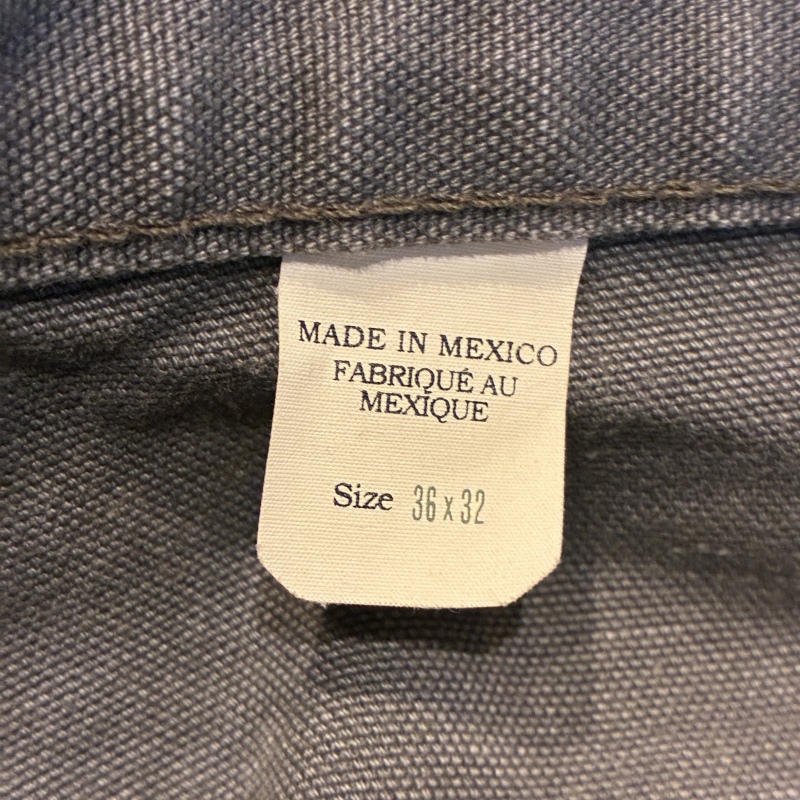 MADE IN MEXICO
FABRIQUÉ AU
MEXIQUE
Size 36 x 32